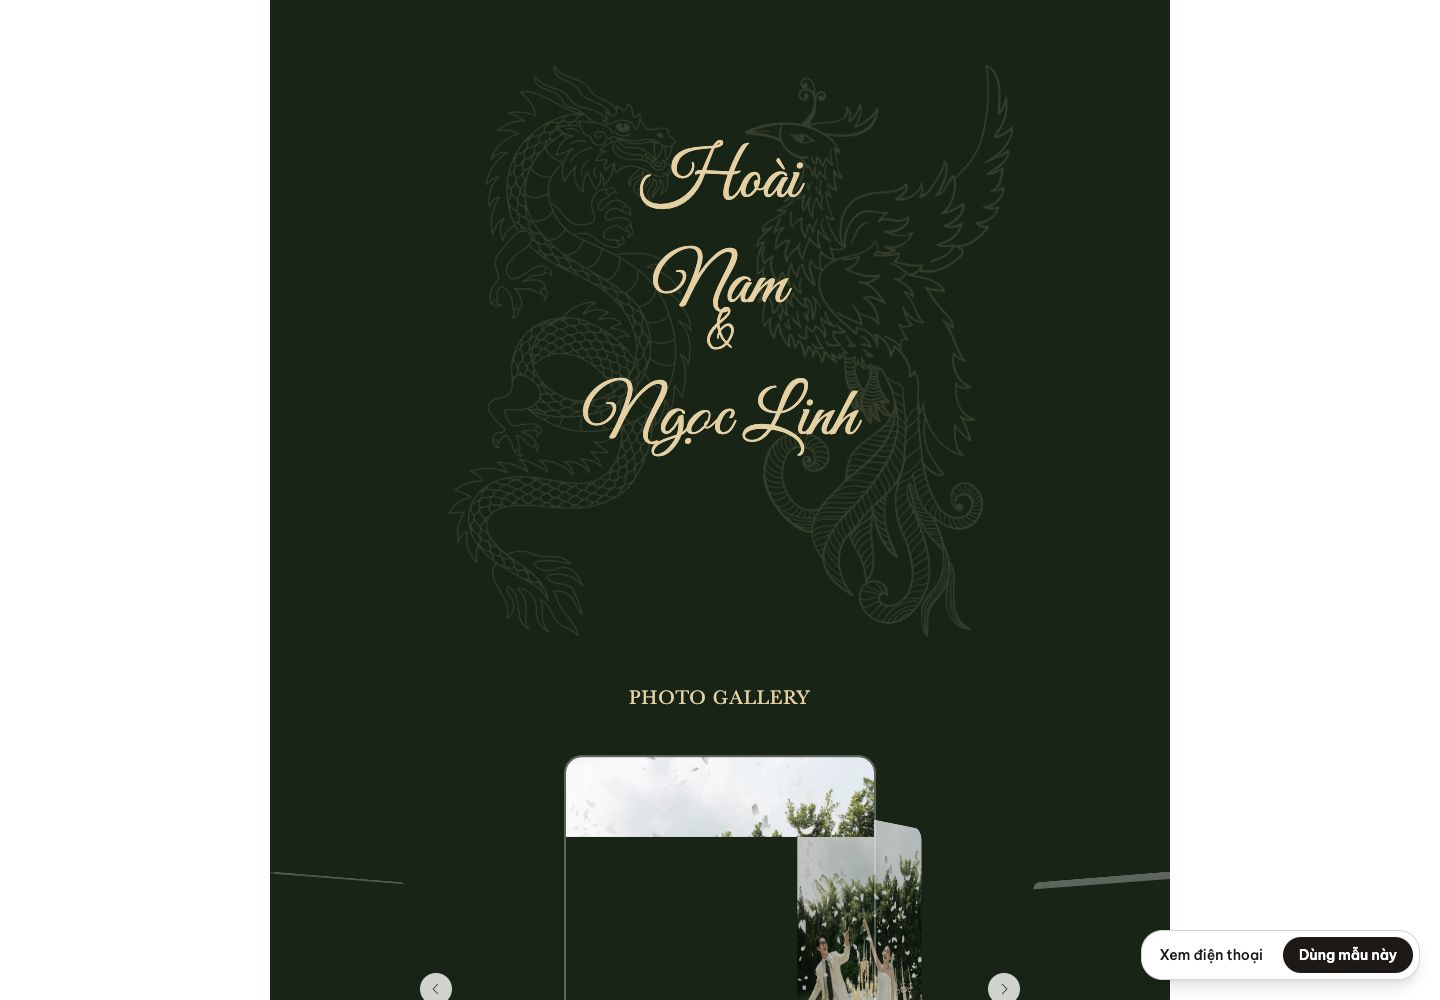 Hoài
Nam
&
Ngọc Linh
PHOTO GALLERY
Xem điện thoại
Dùng mẫu này